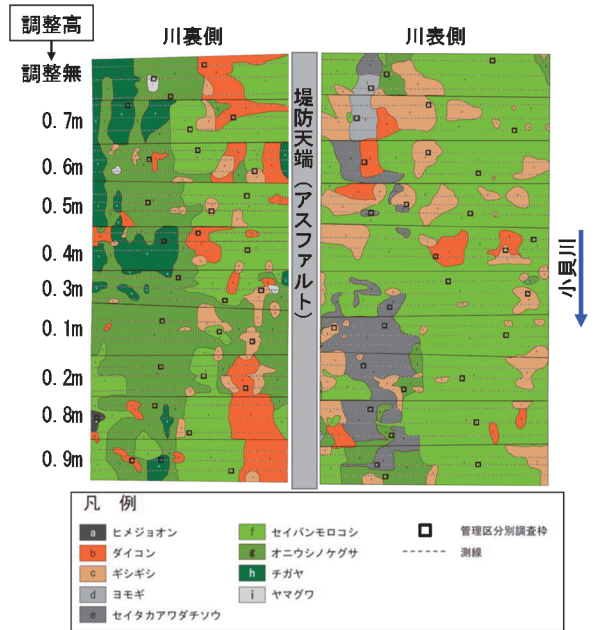 調整高
川裏側
川表側
調整無
0.7m
0.6m
0.5m
0.4m
0.3m
0.1m
0.2m
0.8m
0.9m
堤防天端（アスファルト）
小貝川
凡 例
a ヒメジョオン
b ダイコン
c ギシギシ
d ヨモギ
e セイタカアワダチソウ
f セイバンモロコシ
g オニウシノケグサ
h チガヤ
i ヤマグワ
管理区分別調査枠
測線